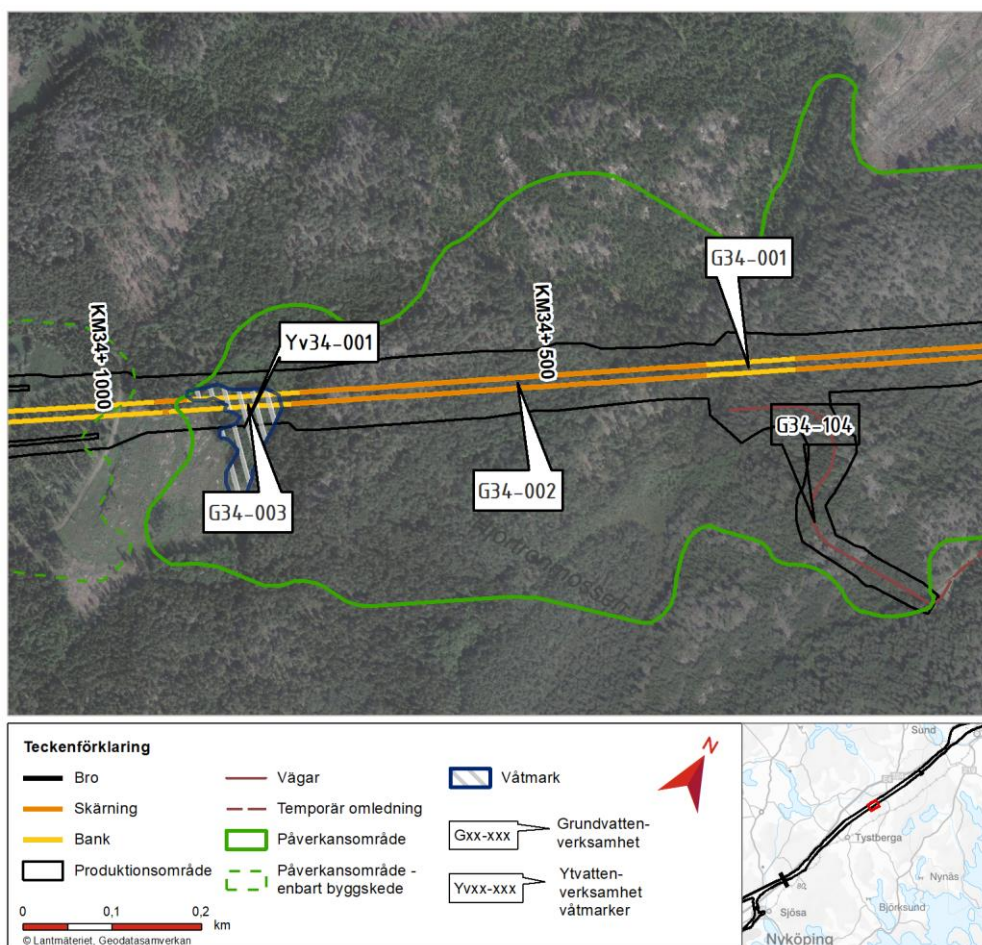 G34-001
Yv34-001
KM34+ 1000
KM34+ 500
G34-104
G34-002
G34-003
Teckenförklaring
Bro
Skärning
Bank
Produktionsområde
Vägar
Temporär omledning
Påverkansområde
Påverkansområde -
enbart byggskede
Våtmark
Gxx-xxx
Grundvatten-
verksamhet
Yvxx-xxx
Ytvatten-
verksamhet
våtmarker
N
0
0,1
0,2
km
© Lantmäteriet, Geodatasamverkan
Sund
Tystberga
Nynäs
Björksund
Sjösa
Nyköping